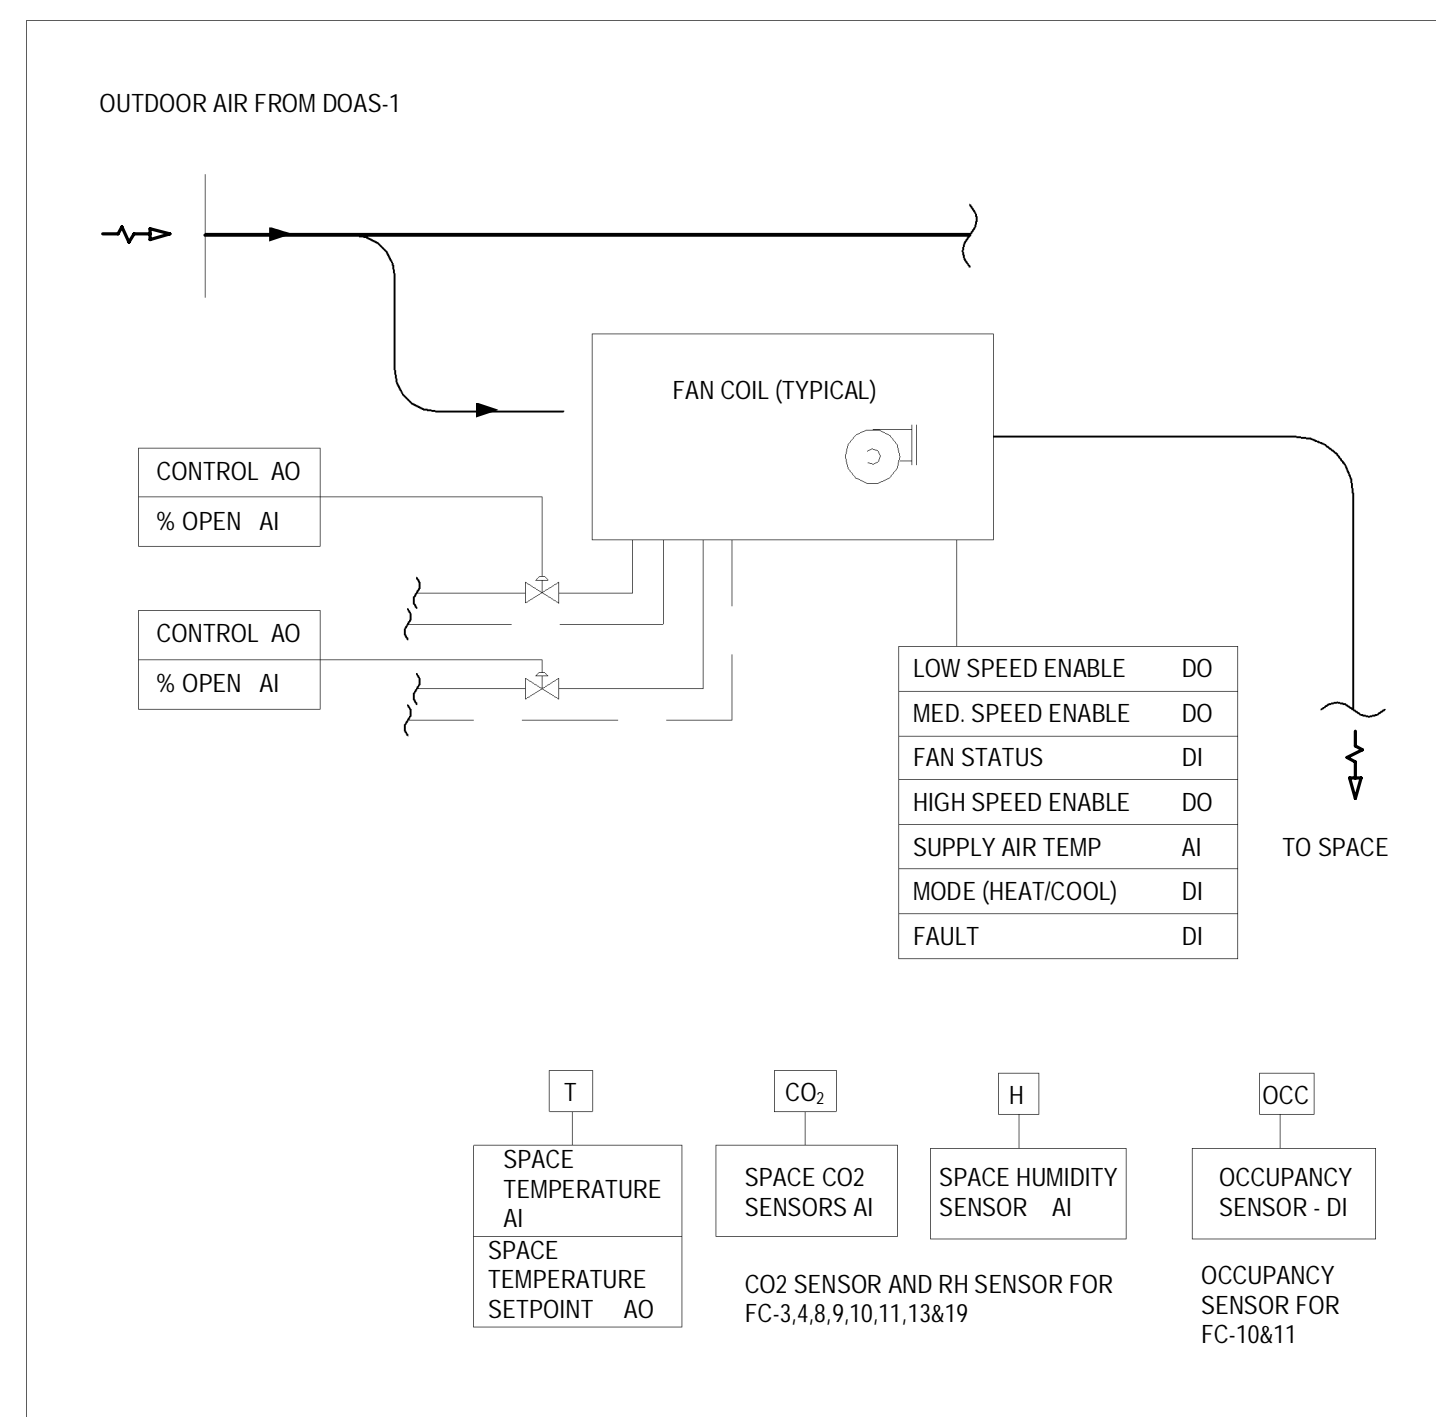 OUTDOOR AIR FROM DOAS-1
FAN COIL (TYPICAL)
CONTROL AO
% OPEN AI
CONTROL AO
% OPEN AI
LOW SPEED ENABLE DO
MED. SPEED ENABLE DO
FAN STATUS DI
HIGH SPEED ENABLE DO
SUPPLY AIR TEMP AI
MODE (HEAT/COOL) DI
FAULT DI
TO SPACE
T
SPACE
TEMPERATURE
AI
SPACE
TEMPERATURE
SETPOINT AO
CO₂
SPACE CO2
SENSORS AI
H
SPACE HUMIDITY
SENSOR AI
CO2 SENSOR AND RH SENSOR FOR
FC-3,4,8,9,10,11,13&19
OCC
OCCUPANCY
SENSOR - DI
OCCUPANCY
SENSOR FOR
FC-10&11